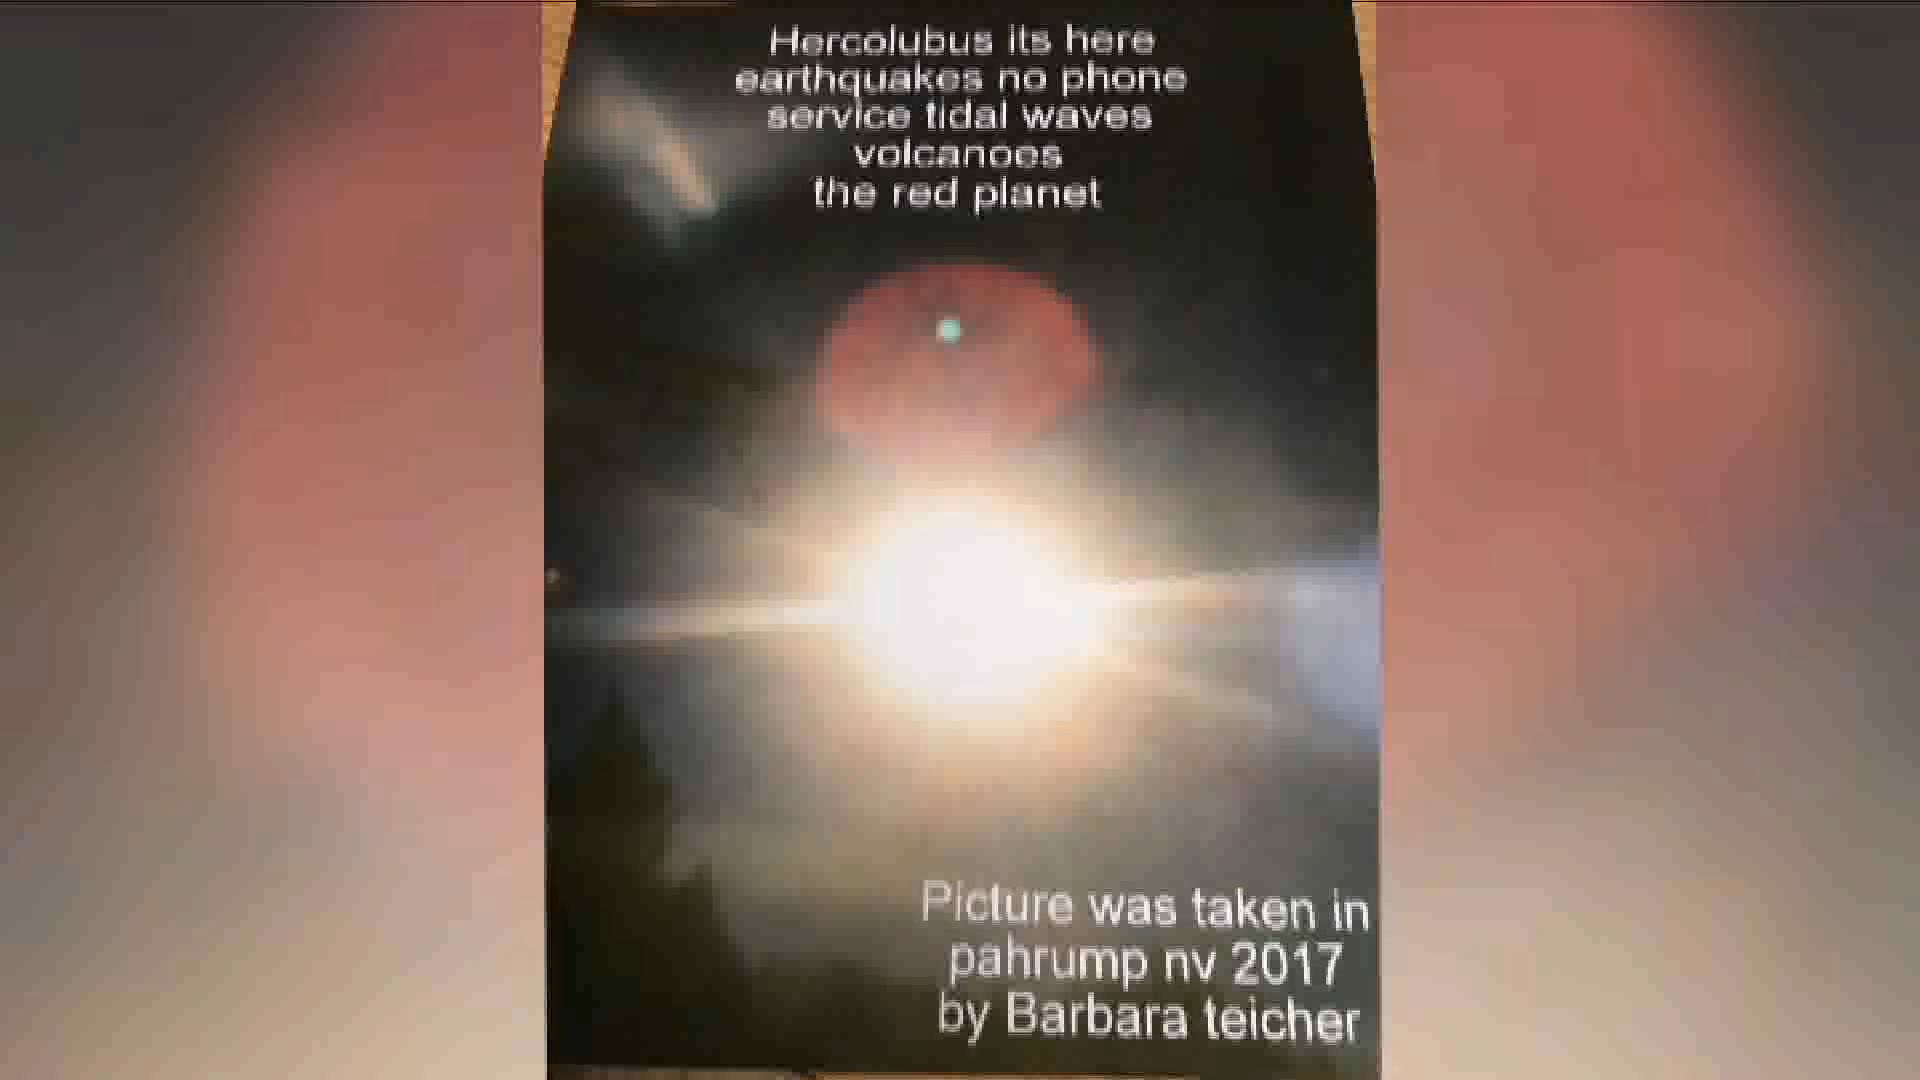 Hercolubus its here
earthquakes no phone
service tidal waves
volcanoes
the red planet
Picture was taken in
pahrump nv 2017
by Barbara teicher